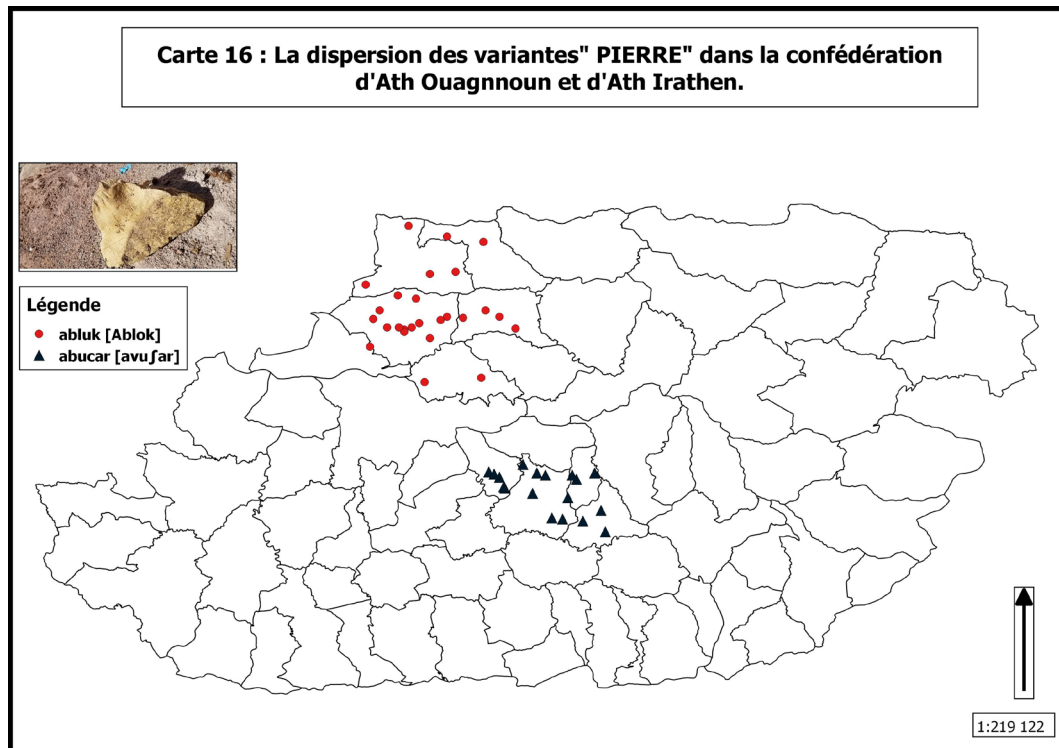 Carte 16 : La dispersion des variantes" PIERRE" dans la confédération
d'Ath Ouagnnoun et d'Ath Irathen.
Légende
abluk [Ablok]
abucar [avuʃar]
1:219 122